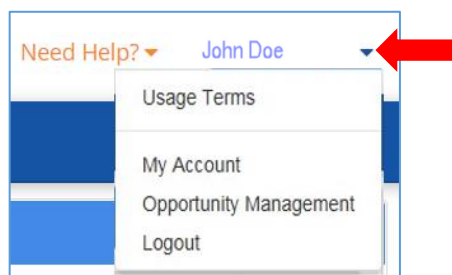 Need Help? John Doe
Usage Terms
My Account
Opportunity Management
Logout